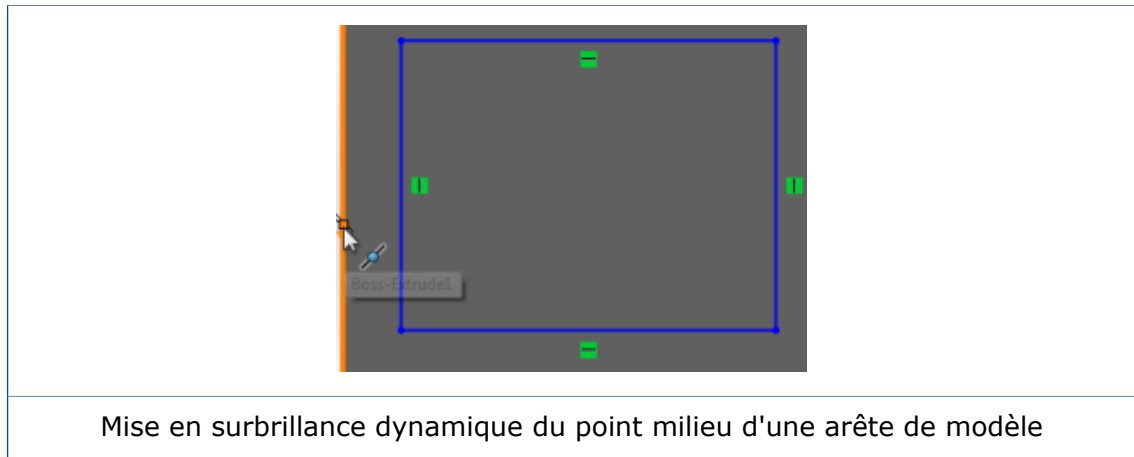 Boss-Extrude1
Mise en surbrillance dynamique du point milieu d'une arête de modèle